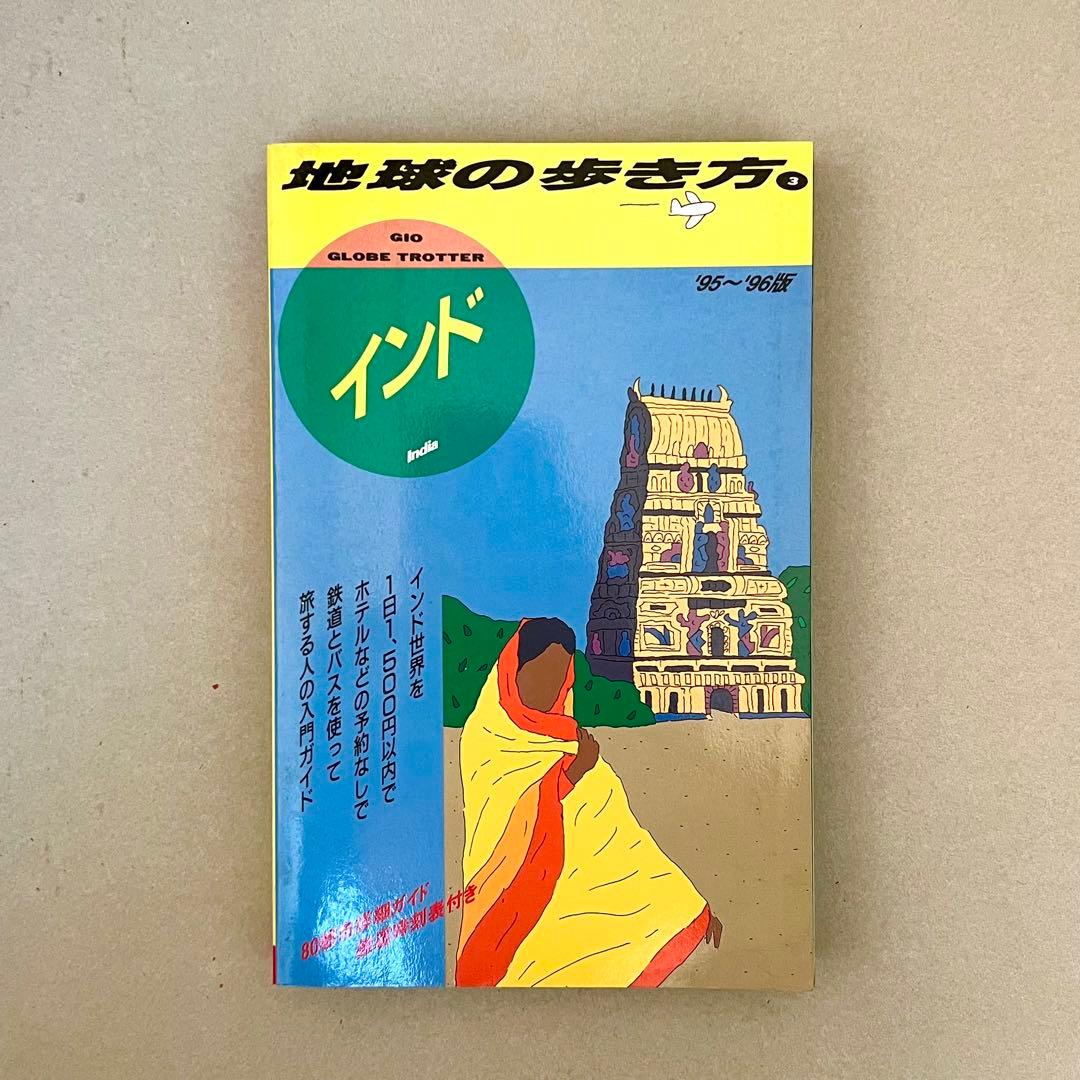 地球の歩き方 3
GIO
GLOBE TROTTER
'95〜'96版
インド
India
インド世界を
1日1,500円以内で
ホテルなどの予約なしで
鉄道とバスを使って
旅する人の入門ガイド
80都市詳細ガイド
時刻表付き